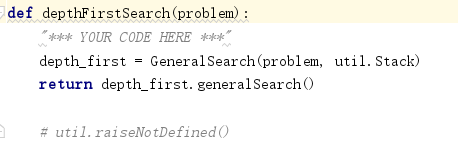 def depthFirstSearch(problem):
"*** YOUR CODE HERE ***"
depth_first = GeneralSearch(problem, util.Stack)
return depth_first.generalSearch()
# util.raiseNotDefined()